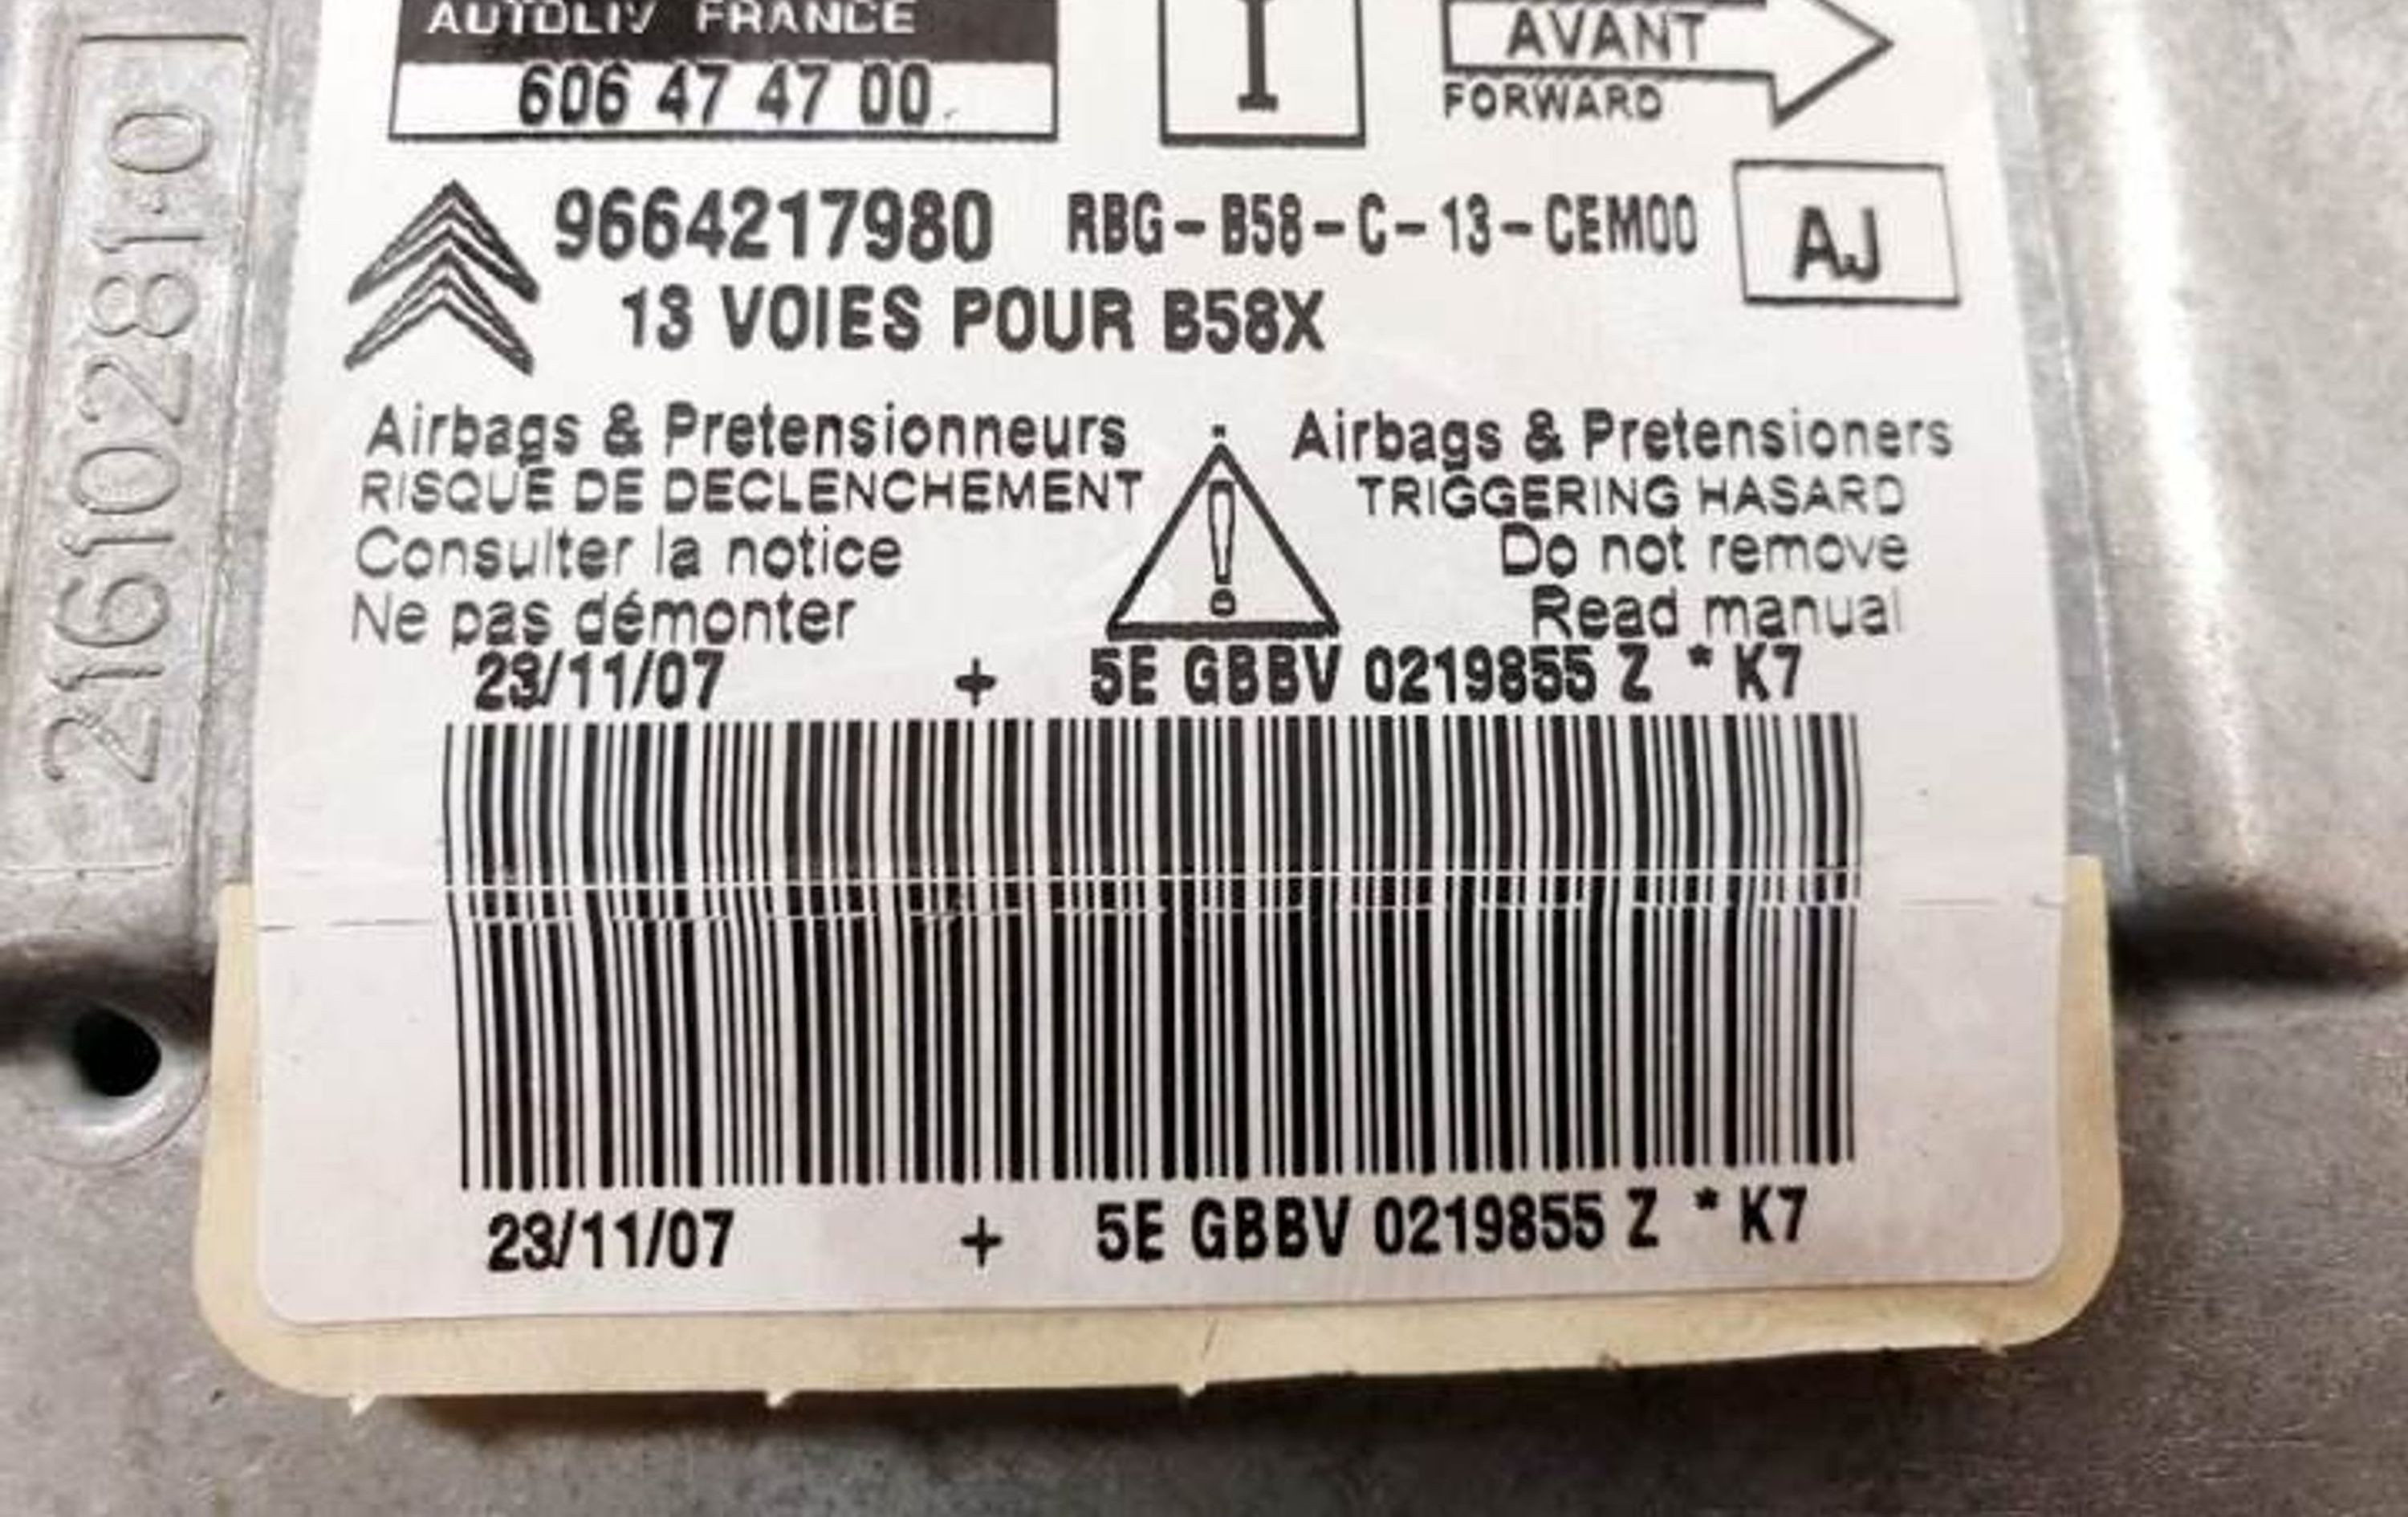 AUTOLIV FRANCE
606 47 47 00
I
AVANT
FORWARD
9664217980 RBG-B58-C-13-CEM00
AJ
13 VOIES POUR B58X
Airbags & Pretensionneurs
RISQUE DE DECLENCHEMENT
Consulter la notice
Ne pas démonter
Airbags & Pretensioners
TRIGGERING HASARD
Do not remove
Read manual
23/11/07 + 5E GBBV 0219855 Z * K7
23/11/07 + 5E GBBV 0219855 Z * K7
21610281-0